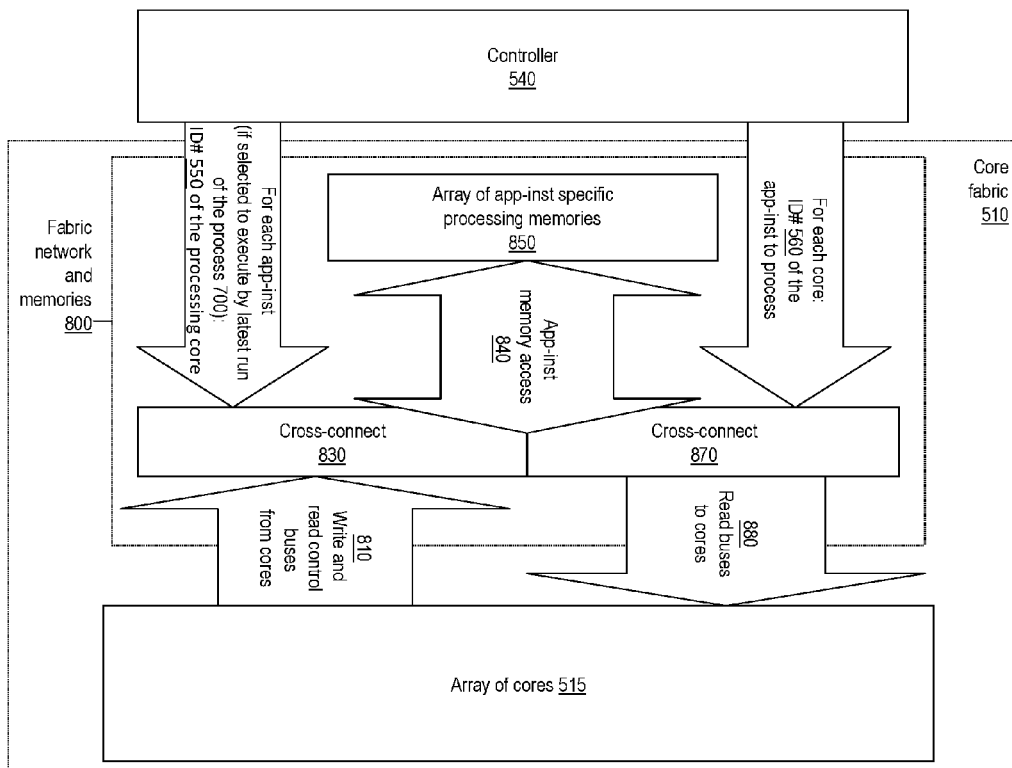 Controller
540
For each app-inst
(if selected to execute by latest run
of the process 700):
ID# 550 of the processing core
For each core:
ID# 560 of the
app-inst to process
Core
fabric
510
Array of app-inst specific
processing memories
850
Fabric
network
and
memories
800
App-inst
memory access
840
Cross-connect
830
Cross-connect
870
810
Write and
read control
buses
from cores
880
Read buses
to cores
Array of cores 515